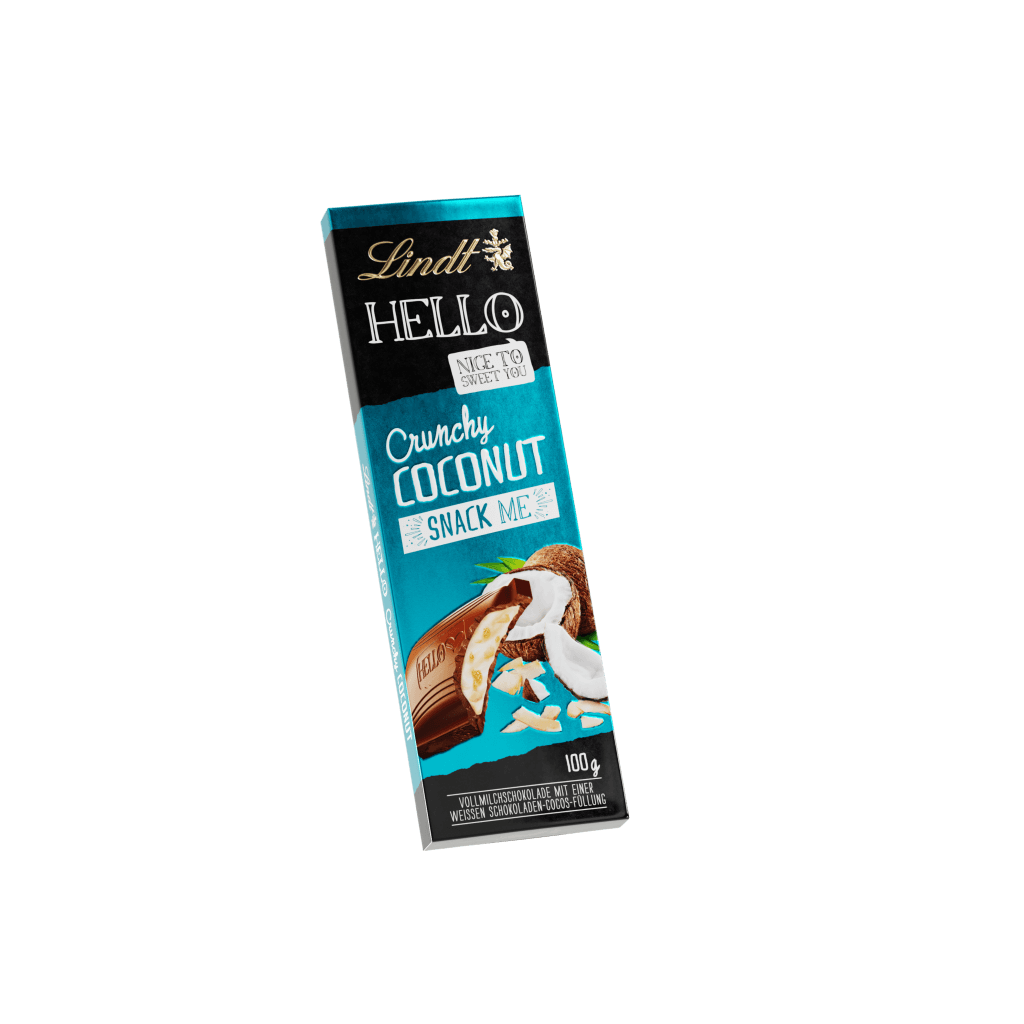 Lindt
HELLO
NICE TO
SWEET YOU
Crunchy
COCONUT
SNACK ME
HELLO
100 g
VOLLMILCHSCHOKOLADE MIT EINER
WEISSEN SCHOKOLADEN-COCOS-FÜLLUNG
Lindt HELLO Crunchy COCONUT